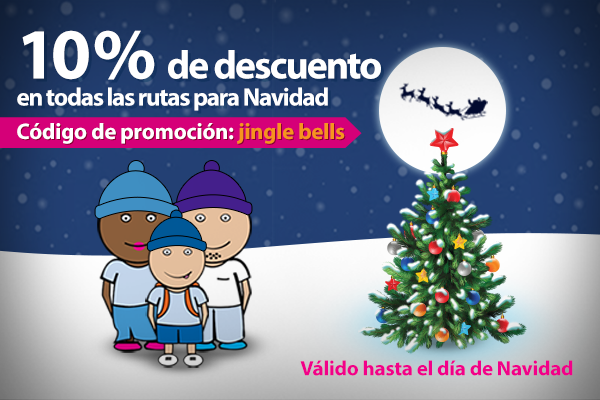 10% de descuento
en todas las rutas para Navidad
Código de promoción: jingle bells
Válido hasta el día de Navidad